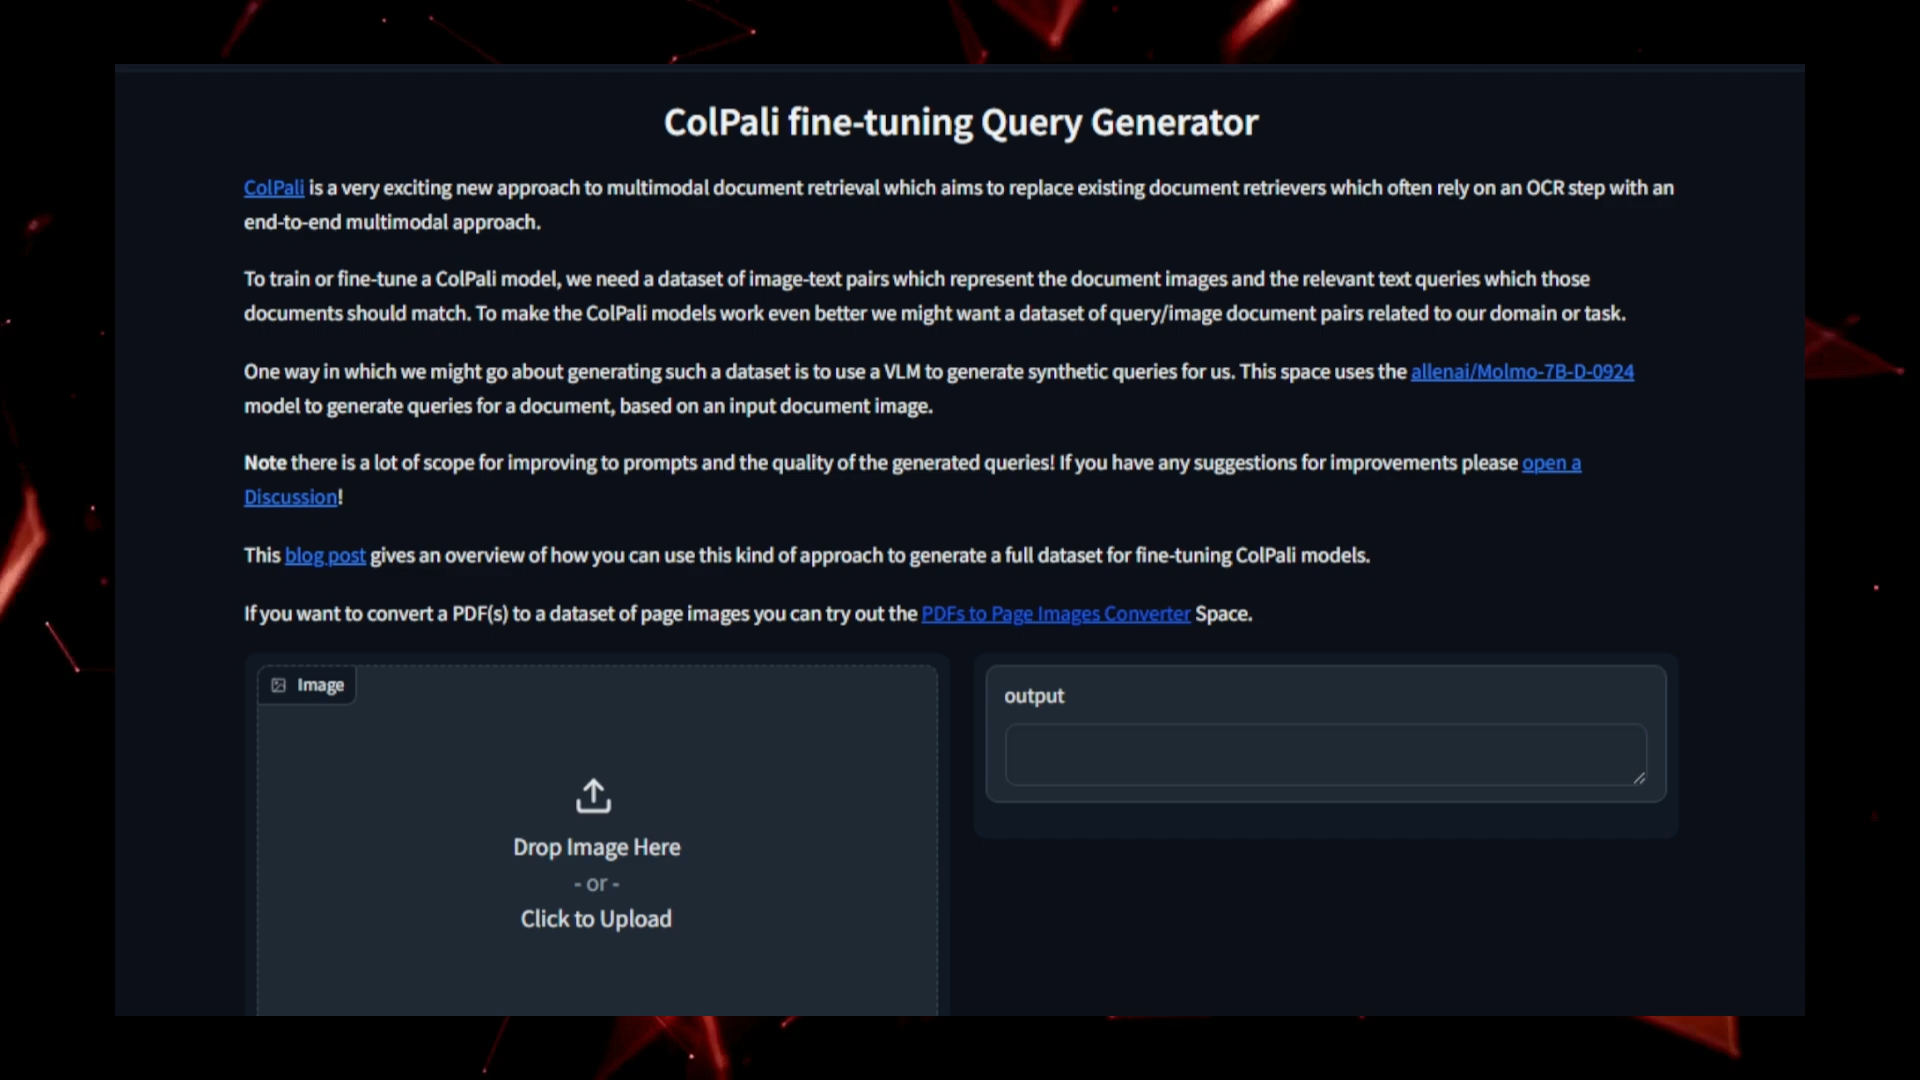 ColPali fine-tuning Query Generator
ColPali is a very exciting new approach to multimodal document retrieval which aims to replace existing document retrievers which often rely on an OCR step with an
end-to-end multimodal approach.
To train or fine-tune a ColPali model, we need a dataset of image-text pairs which represent the document images and the relevant text queries which those
documents should match. To make the ColPali models work even better we might want a dataset of query/image document pairs related to our domain or task.
One way in which we might go about generating such a dataset is to use a VLM to generate synthetic queries for us. This space uses the allenai/Molmo-7B-D-0924
model to generate queries for a document, based on an input document image.
Note there is a lot of scope for improving to prompts and the quality of the generated queries! If you have any suggestions for improvements please open a
Discussion!
This blog post gives an overview of how you can use this kind of approach to generate a full dataset for fine-tuning ColPali models.
If you want to convert a PDF(s) to a dataset of page images you can try out the PDFs to Page Images Converter Space.
Image
Drop Image Here
- or -
Click to Upload
output